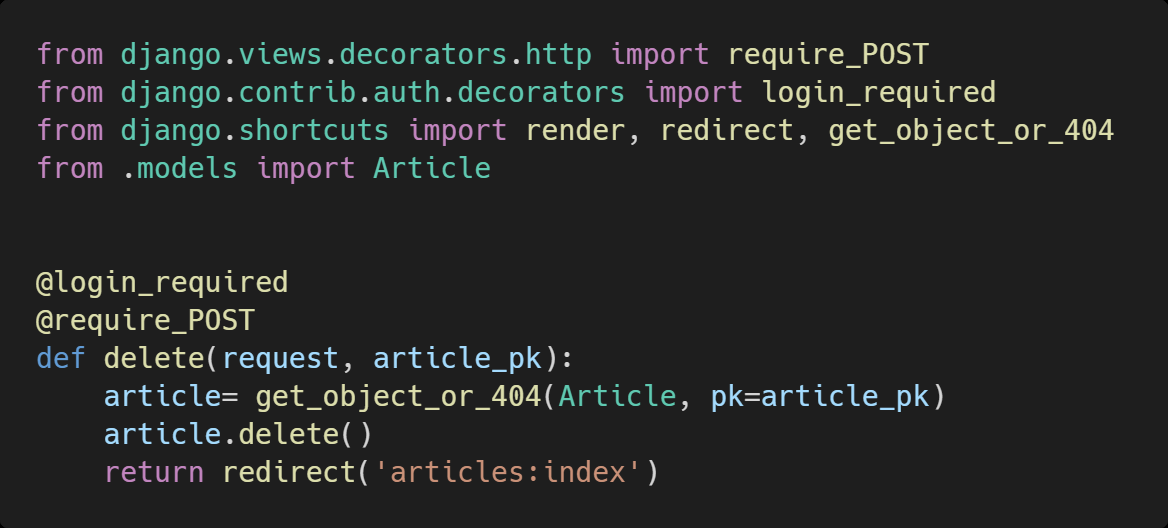 from django.views.decorators.http import require_POST
from django.contrib.auth.decorators import login_required
from django.shortcuts import render, redirect, get_object_or_404
from .models import Article
@login_required
@require_POST
def delete(request, article_pk):
    article= get_object_or_404(Article, pk=article_pk)
    article.delete()
    return redirect('articles:index')